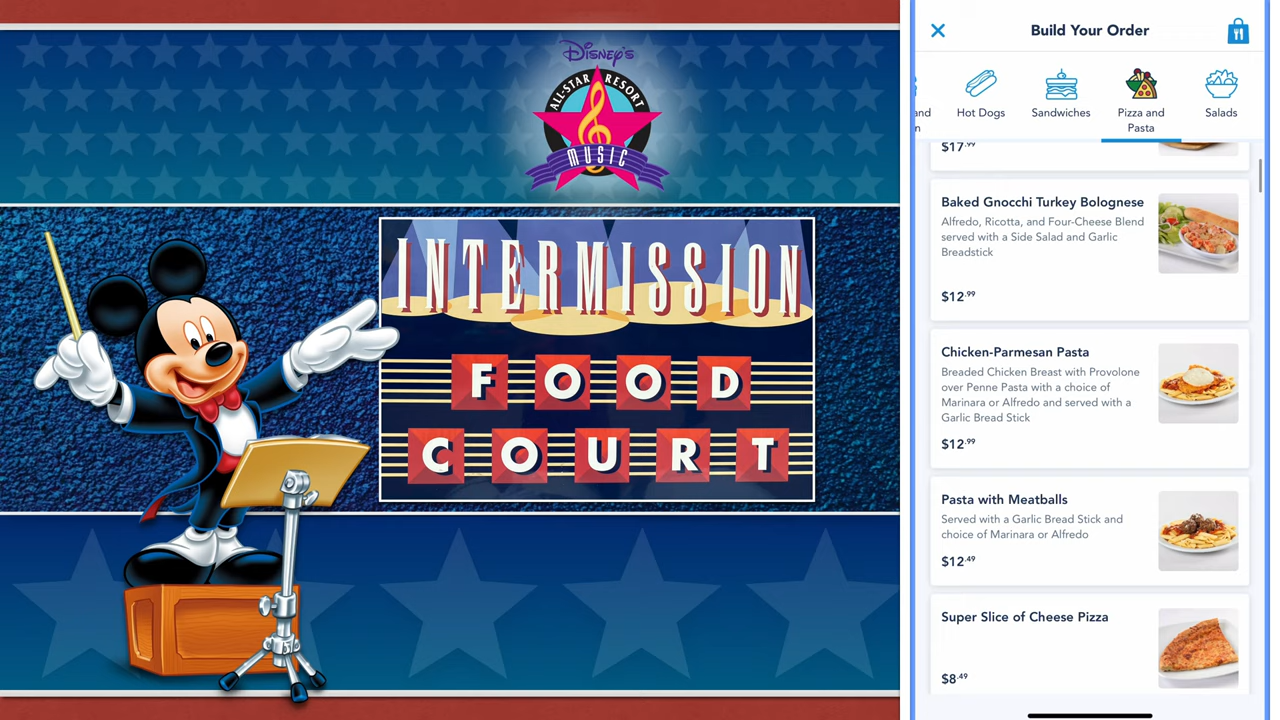 DISNEY'S
ALL-STAR RESORT
MUSIC
INTERMISSION
FOOD
COURT
Build Your Order
and
n
Hot Dogs
Sandwiches
Pizza and
Pasta
Salads
$17.99
Baked Gnocchi Turkey Bolognese
Alfredo, Ricotta, and Four-Cheese Blend
served with a Side Salad and Garlic
Breadstick
$12.99
Chicken-Parmesan Pasta
Breaded Chicken Breast with Provolone
over Penne Pasta with a choice of
Marinara or Alfredo and served with a
Garlic Bread Stick
$12.99
Pasta with Meatballs
Served with a Garlic Bread Stick and
choice of Marinara or Alfredo
$12.49
Super Slice of Cheese Pizza
$8.49